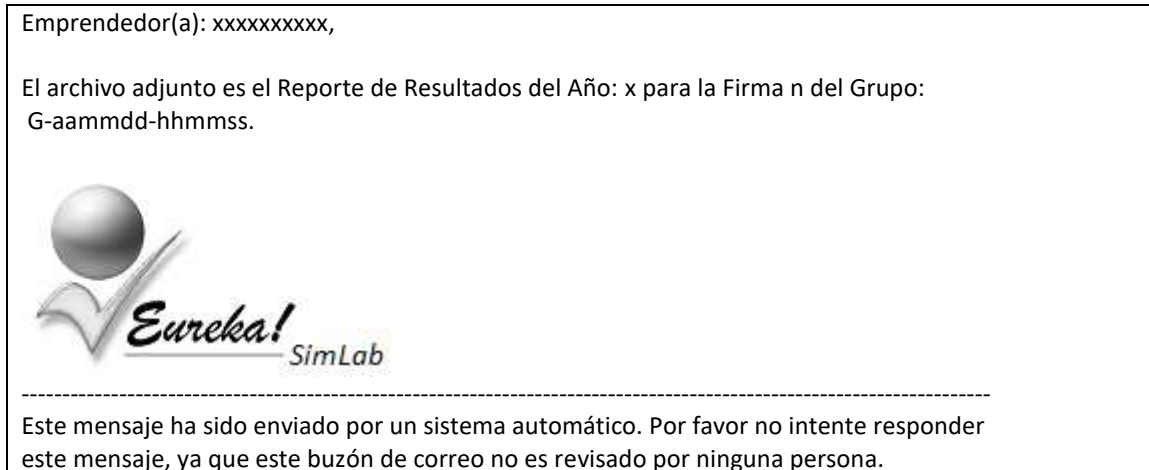 Emprendedor(a): xxxxxxxxxx,
El archivo adjunto es el Reporte de Resultados del Año: x para la Firma n del Grupo:
G-aammdd-hhmmss.
Eureka!
SimLab
-----------------------------------------------------------------------------------------------------------------------
Este mensaje ha sido enviado por un sistema automático. Por favor no intente responder
este mensaje, ya que este buzón de correo no es revisado por ninguna persona.